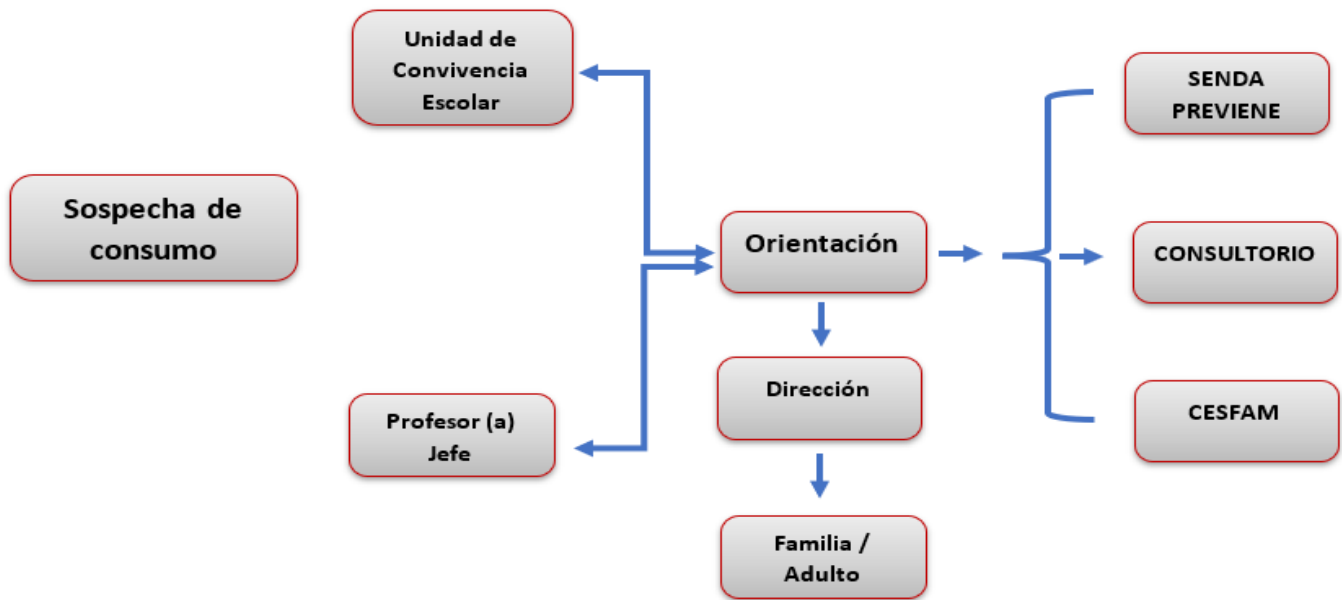 Unidad de
Convivencia
Escolar
SENDA
PREVIENE
Sospecha de
consumo
Orientación
CONSULTORIO
Dirección
Profesor (a)
Jefe
CESFAM
Familia /
Adulto